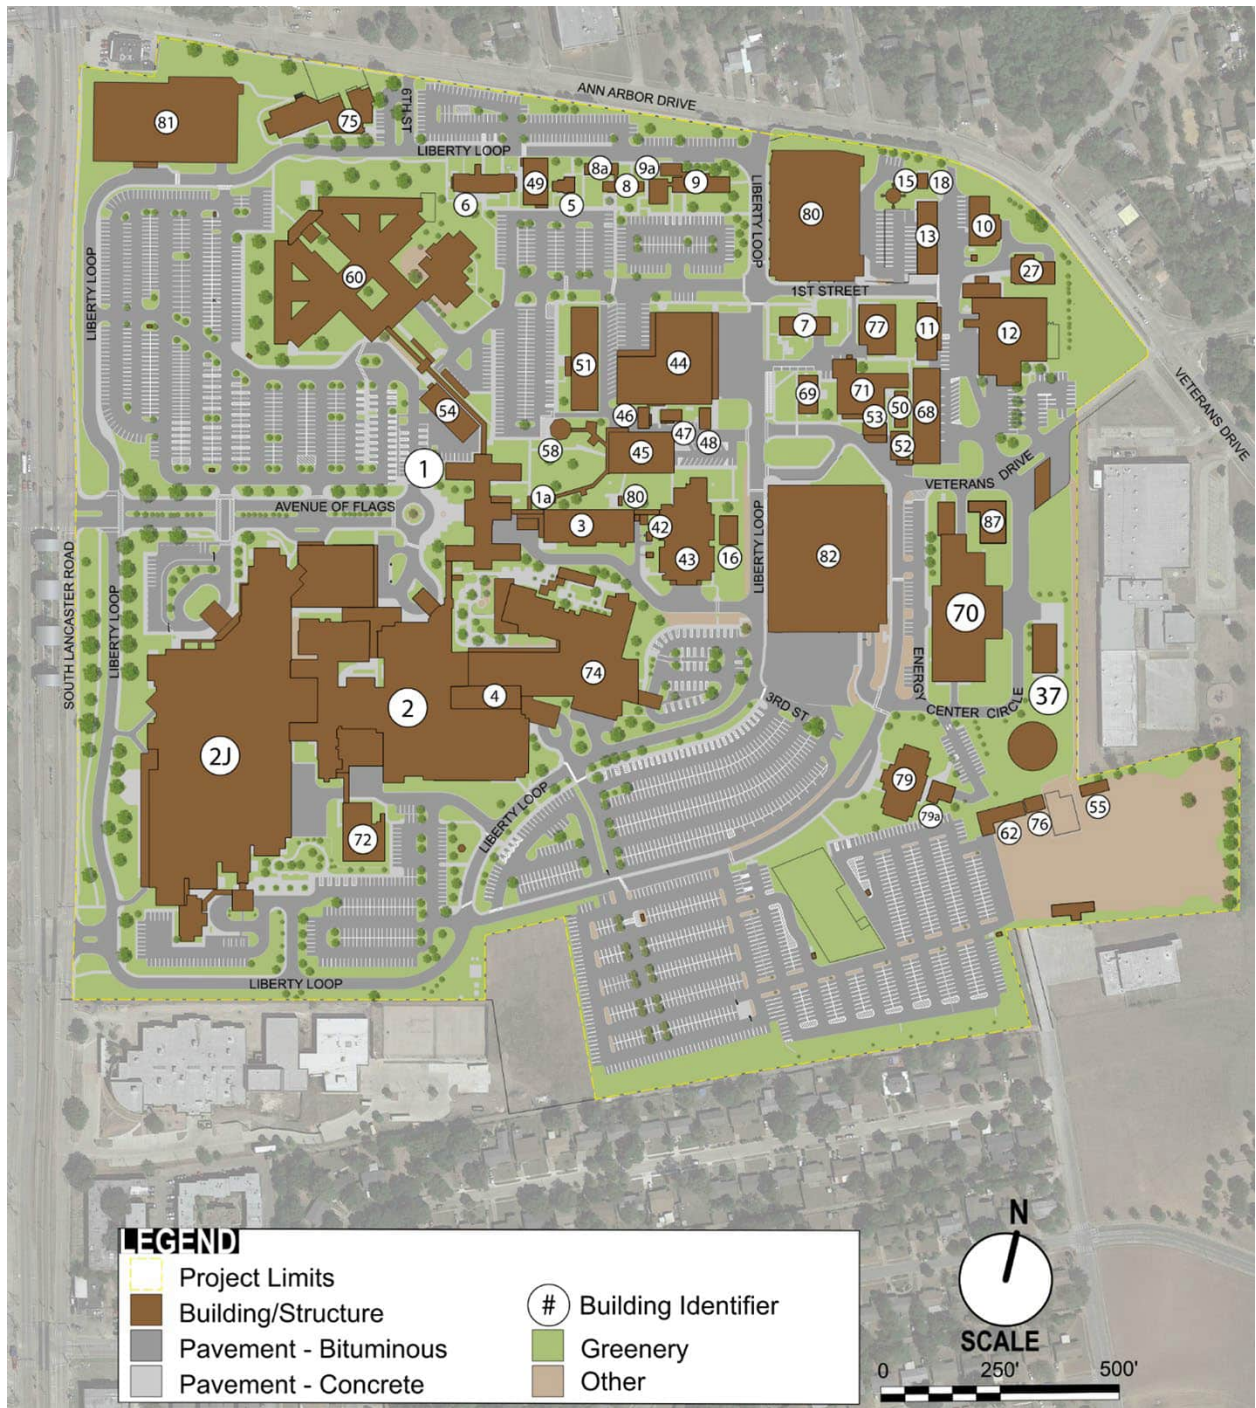 ANN ARBOR DRIVE
81
75
6TH ST
LIBERTY LOOP
6
49
5
8a
8
9a
9
LIBERTY LOOP
80
15
18
13
10
27
LIBERTY LOOP
60
1ST STREET
7
77
11
12
51
44
VETERANS DRIVE
54
69
71
50
53
68
52
46
47
48
58
45
1
1a
80
AVENUE OF FLAGS
3
42
43
16
LIBERTY LOOP
82
VETERANS DRIVE
87
70
SOUTH LANCASTER ROAD
LIBERTY LOOP
2J
2
4
74
ENERGY
CENTER CIRCLE
37
3RD ST
79
79a
62
76
55
72
LIBERTY LOOP
LIBERTY LOOP
LEGEND
Project Limits
Building/Structure
Pavement - Bituminous
Pavement - Concrete
# Building Identifier
Greenery
Other
N
SCALE
0 250' 500'